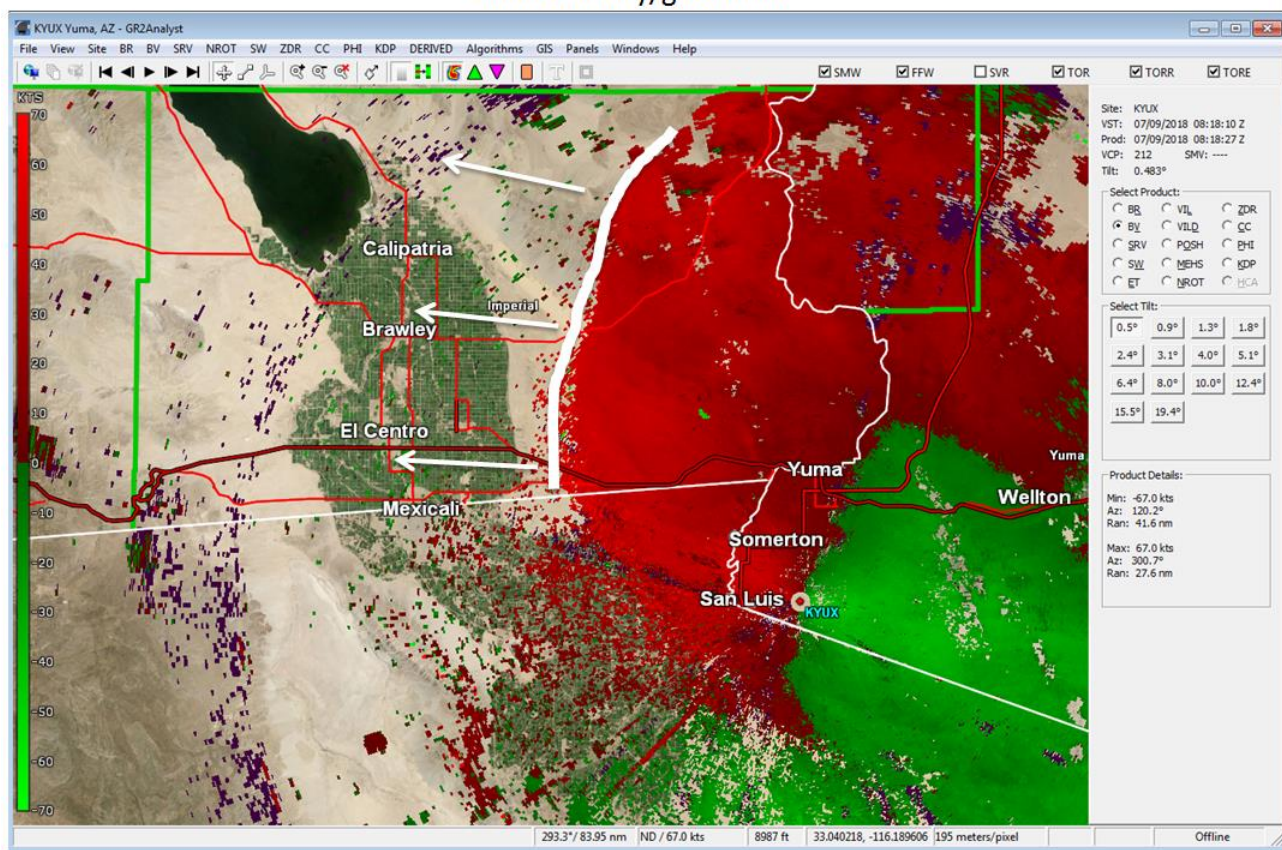 KYUX Yuma, AZ - GR2Analyst
File View Site BR BV SRV NROT SW ZDR CC PHI KDP DERIVED Algorithms GIS Panels Windows Help
SMW FFW SVR TOR TORR TORE
KTS
70
60
50
40
30
20
10
0
-10
-20
-30
-40
-50
-60
-70
Calipatria
Imperial
Brawley
El Centro
Mexicali
Yuma
Yuma
Wellton
Somerton
San Luis
KYUX
Site: KYUX
VST: 07/09/2018 08:18:10 Z
Prod: 07/09/2018 08:18:27 Z
VCP: 212 SMV: ----
Tilt: 0.483°
Select Product:
BR VIL ZDR
BV VILD CC
SRV POSH PHI
SW MEHS KDP
ET NROT HCA
Select Tilt:
0.5° 0.9° 1.3° 1.8°
2.4° 3.1° 4.0° 5.1°
6.4° 8.0° 10.0° 12.4°
15.5° 19.4°
Product Details:
Min: -67.0 kts
Az: 120.2°
Ran: 41.6 nm
Max: 67.0 kts
Az: 300.7°
Ran: 27.6 nm
293.3°/ 83.95 nm ND / 67.0 kts 8987 ft 33.040218, -116.189606 195 meters/pixel Offline